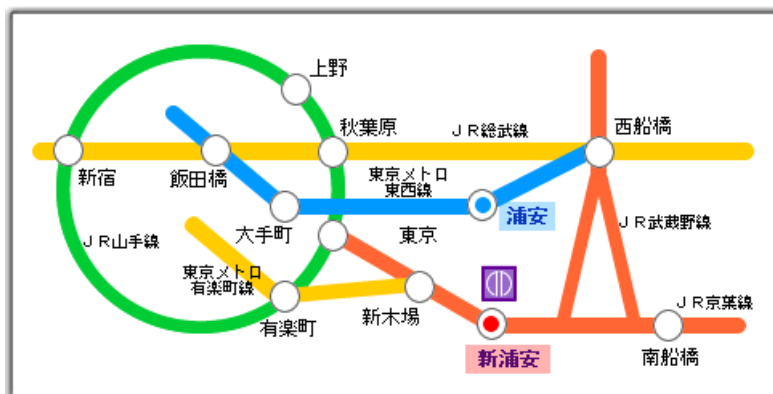 上野
秋葉原
ＪＲ総武線
西船橋
新宿
飯田橋
東京メトロ
東西線
浦安
ＪＲ武蔵野線
大手町
東京
ＪＲ山手線
東京メトロ
有楽町線
有楽町
新木場
ＪＲ京葉線
新浦安
南船橋